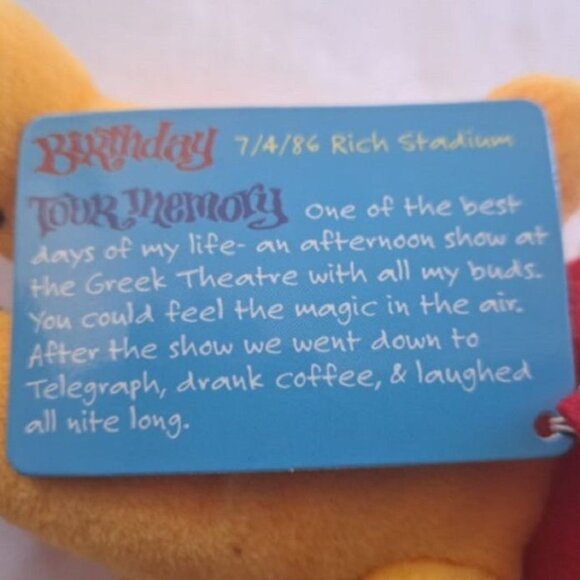 Birthday 7/4/86 Rich Stadium
Tour Memory One of the best
days of my life- an afternoon show at
the Greek Theatre with all my buds.
You could feel the magic in the air.
After the show we went down to
Telegraph, drank coffee, & laughed
all nite long.